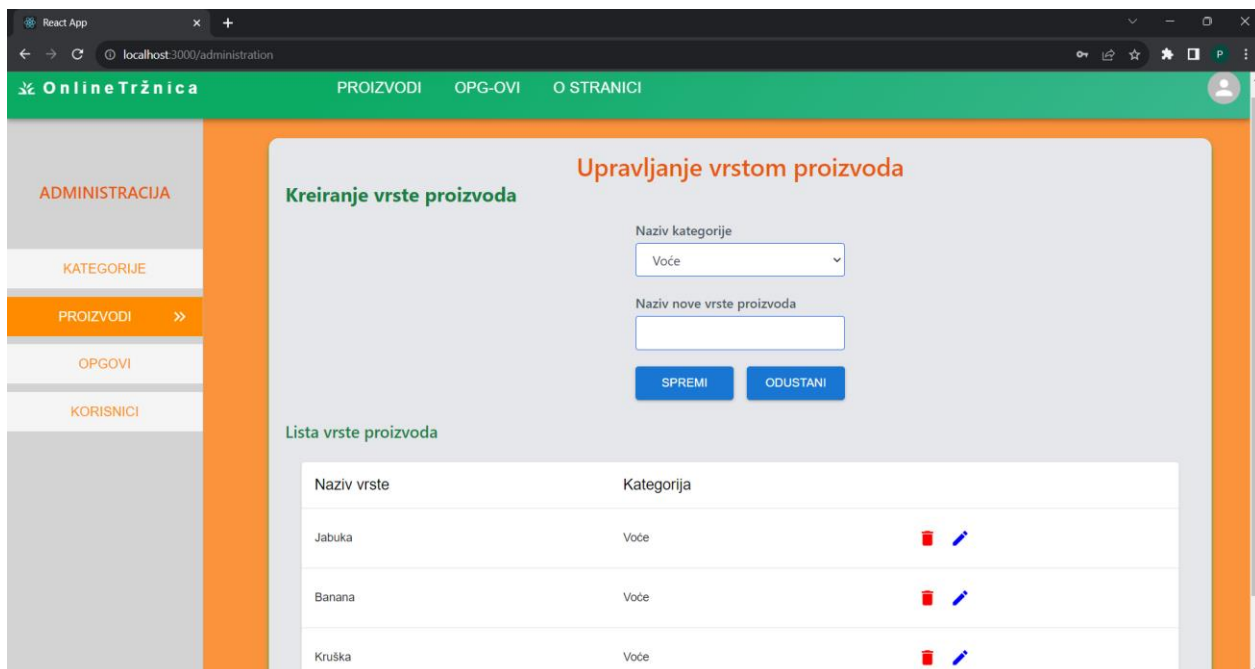 React App
localhost:3000/administration
P
OnlineTržnica PROIZVODI OPG-OVI O STRANICI
ADMINISTRACIJA
KATEGORIJE
PROIZVODI
OPGOVI
KORISNICI
Upravljanje vrstom proizvoda
Kreiranje vrste proizvoda
Naziv kategorije
Voće
Naziv nove vrste proizvoda
SPREMI ODUSTANI
Lista vrste proizvoda
Naziv vrste Kategorija
Jabuka Voće
Banana Voće
Kruška Voće